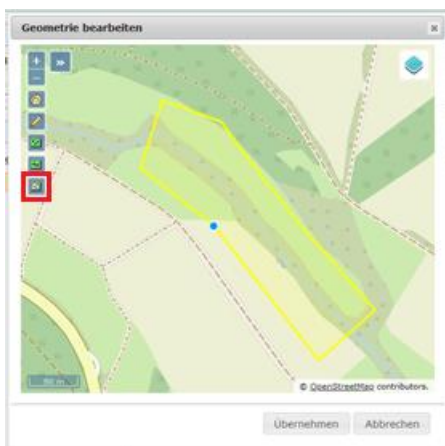 Geometrie bearbeiten
+
»
−
© OpenStreetMap contributors.
Übernehmen
Abbrechen